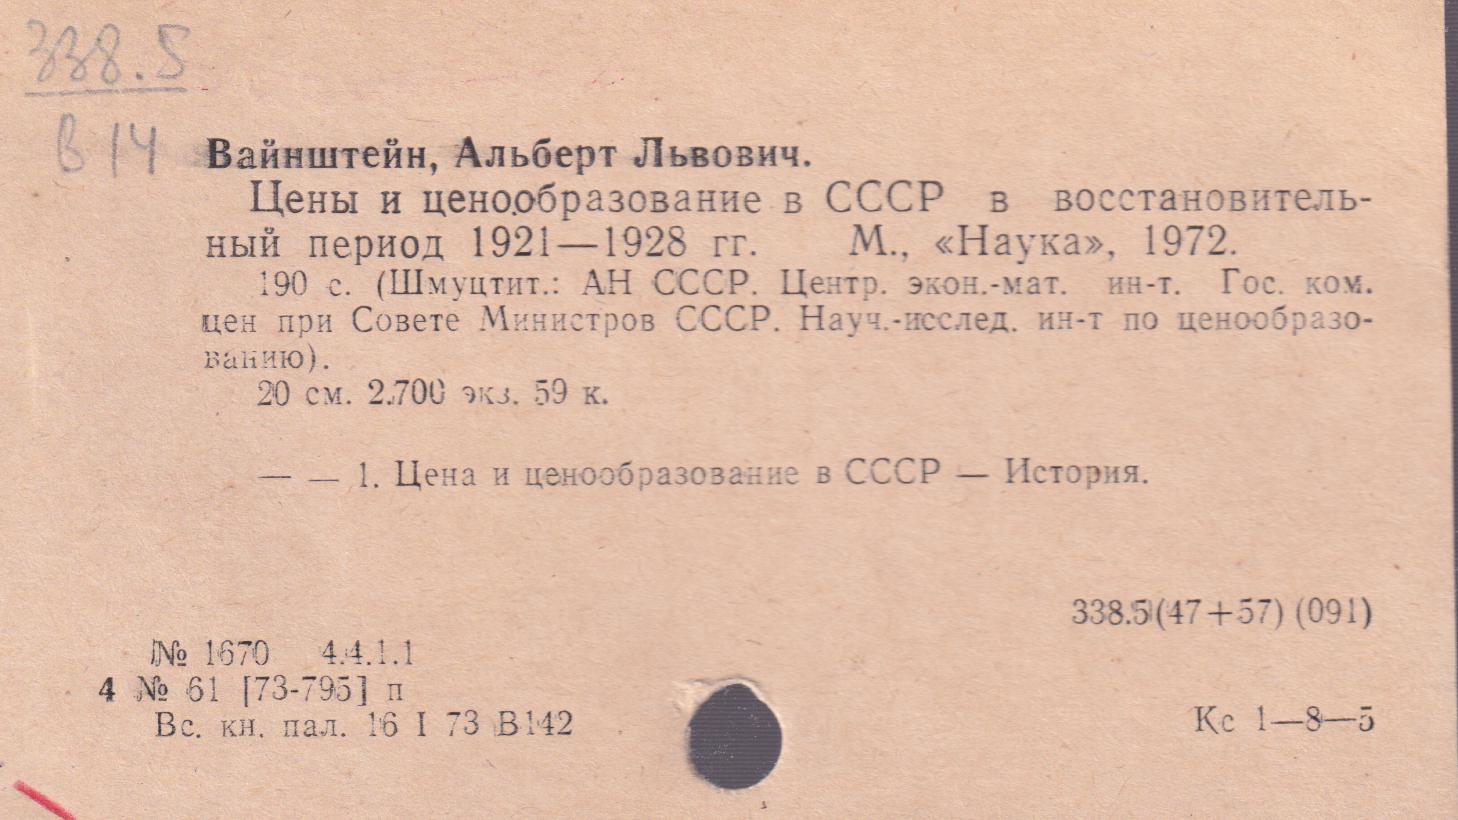 338.5
В 14
Вайнштейн, Альберт Львович.
Цены и ценообразование в СССР в восстановитель-
ный период 1921—1928 гг. М., «Наука», 1972.
190 с. (Шмуцтит.: АН СССР. Центр. экон.-мат. ин-т. Гос. ком.
цен при Совете Министров СССР. Науч.-исслед. ин-т по ценообразо-
ванию).
20 см. 2.700 экз. 59 к.
— — 1. Цена и ценообразование в СССР — История.
338.5(47+57) (091)
№ 1670 4.4.1.1
4 № 61 [73-795] п
Вс. кн. пал. 16 I 73 В142
Кс 1—8—5